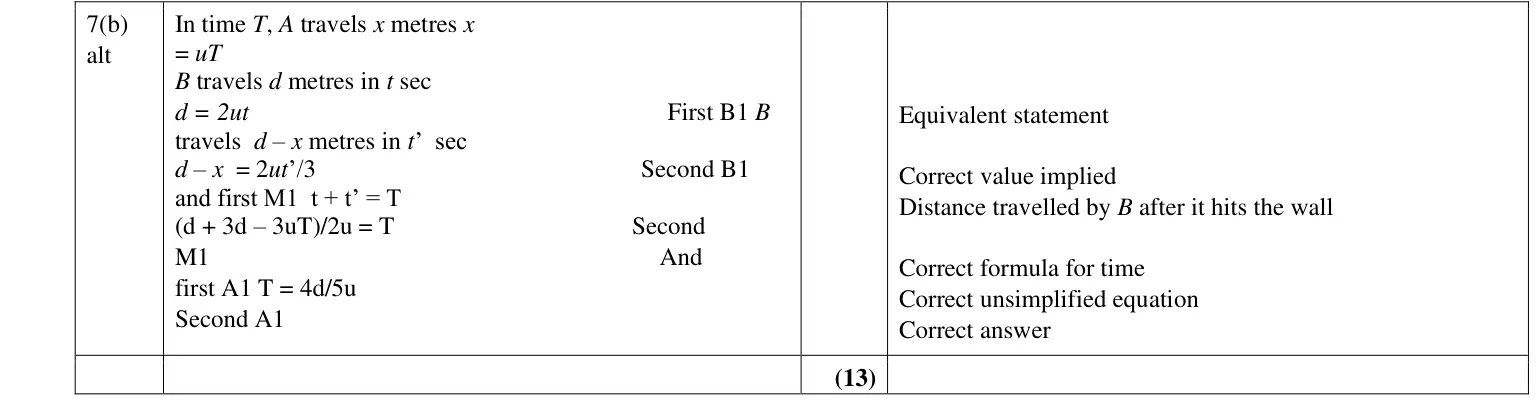 7(b)
alt
In time T, A travels x metres x
= uT
B travels d metres in t sec
d = 2ut First B1 B
travels d – x metres in t’ sec
d – x = 2ut’/3 Second B1
and first M1 t + t’ = T
(d + 3d – 3uT)/2u = T Second
M1 And
first A1 T = 4d/5u
Second A1
Equivalent statement
Correct value implied
Distance travelled by B after it hits the wall
Correct formula for time
Correct unsimplified equation
Correct answer
(13)